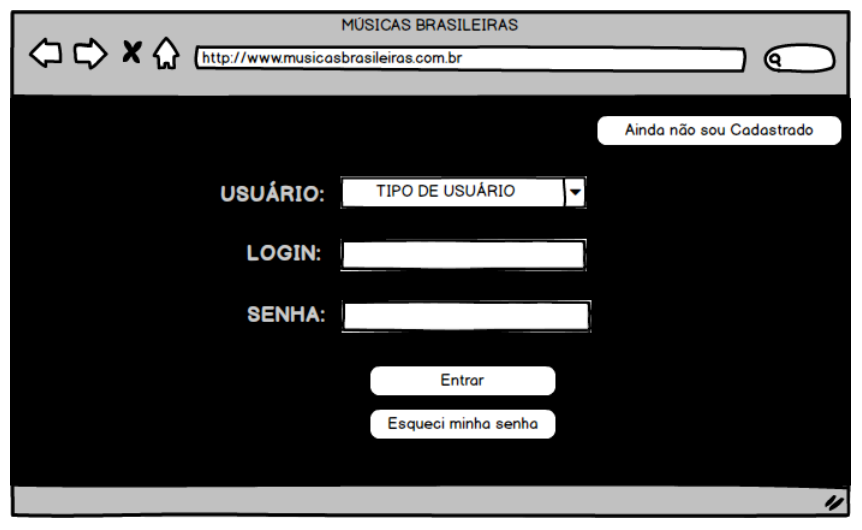 MÚSICAS BRASILEIRAS
http://www.musicasbrasileiras.com.br
Ainda não sou Cadastrado
USUÁRIO: TIPO DE USUÁRIO
LOGIN:
SENHA:
Entrar
Esqueci minha senha